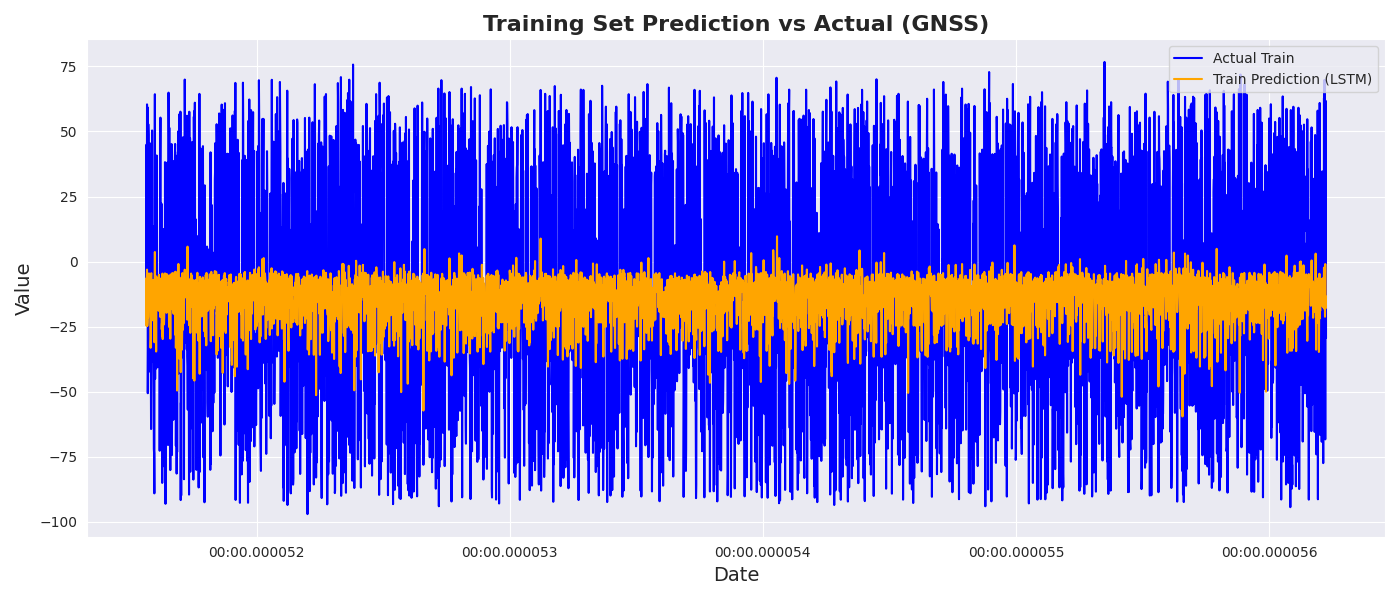 Training Set Prediction vs Actual (GNSS)
Actual Train
Train Prediction (LSTM)
75
50
25
0
−25
−50
−75
−100
Value
00:00.000052
00:00.000053
00:00.000054
00:00.000055
00:00.000056
Date